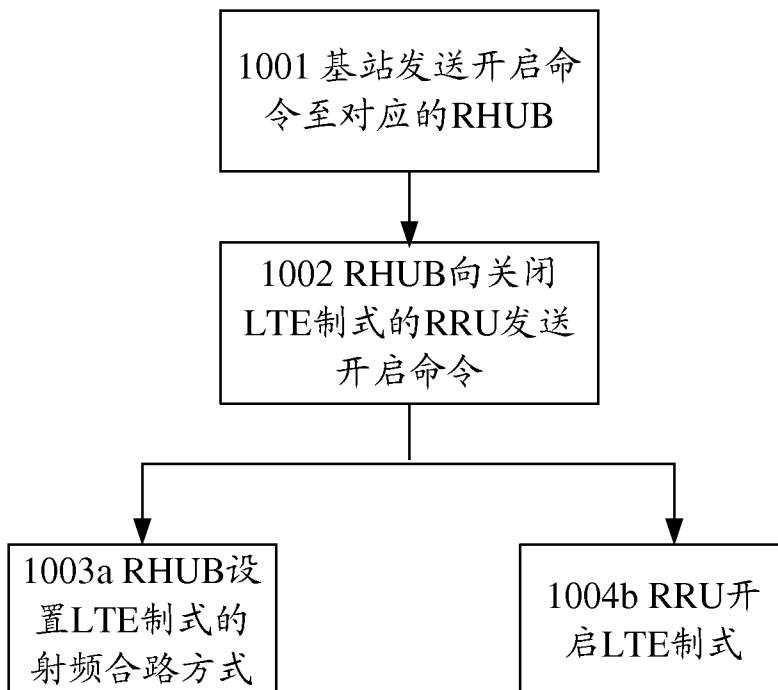 1001 基站发送开启命
令至对应的RHUB
1002 RHUB向关闭
LTE制式的RRU发送
开启命令
1003a RHUB设
置LTE制式的
射频合路方式
1004b RRU开
启LTE制式